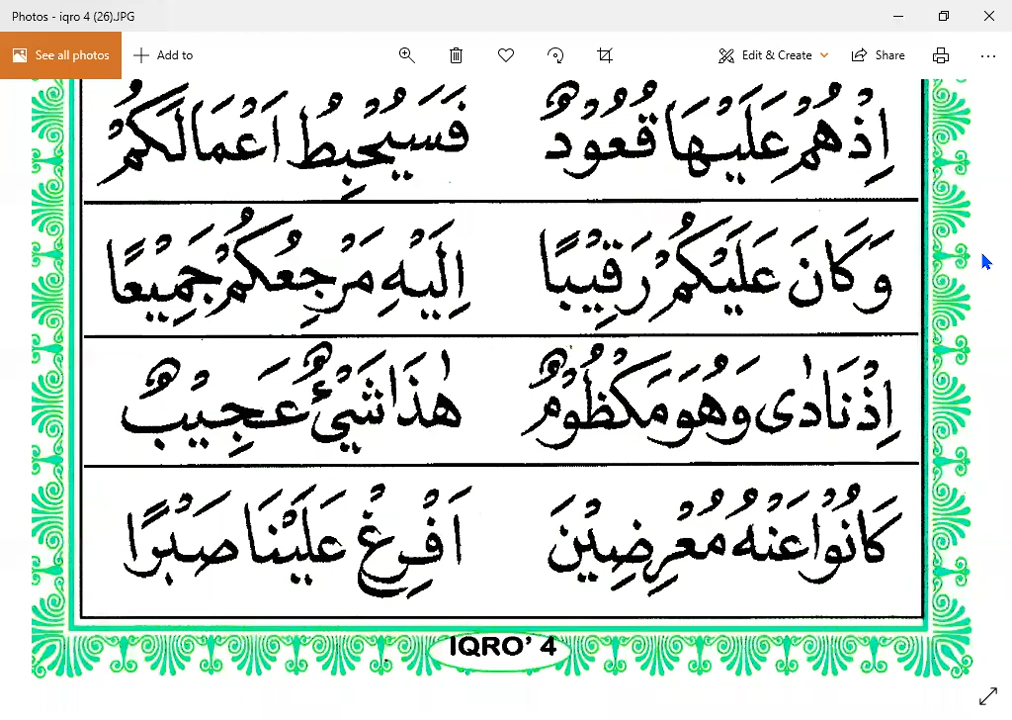 Photos - iqro 4 (26).JPG
See all photos Add to Edit & Create Share
اِذْهُمْ عَلَيْهَا قُعُوْدٌ فَسَيُحْبِطُ اَعْمَالَكُمْ
وَكَانَ عَلَيْكُمْ رَقِيْبًا اِلَيْهِ مَرْجِعُكُمْ جَمِيْعًا
اِذْنَادٰى وَهُوَ مَكْظُوْمٌ هٰذَا شَيْئٌ عَجِيْبٌ
كَانُوْا عَنْهُ مُعْرِضِيْنَ اَفْرِغْ عَلَيْنَا صَبْرًا
IQRO' 4